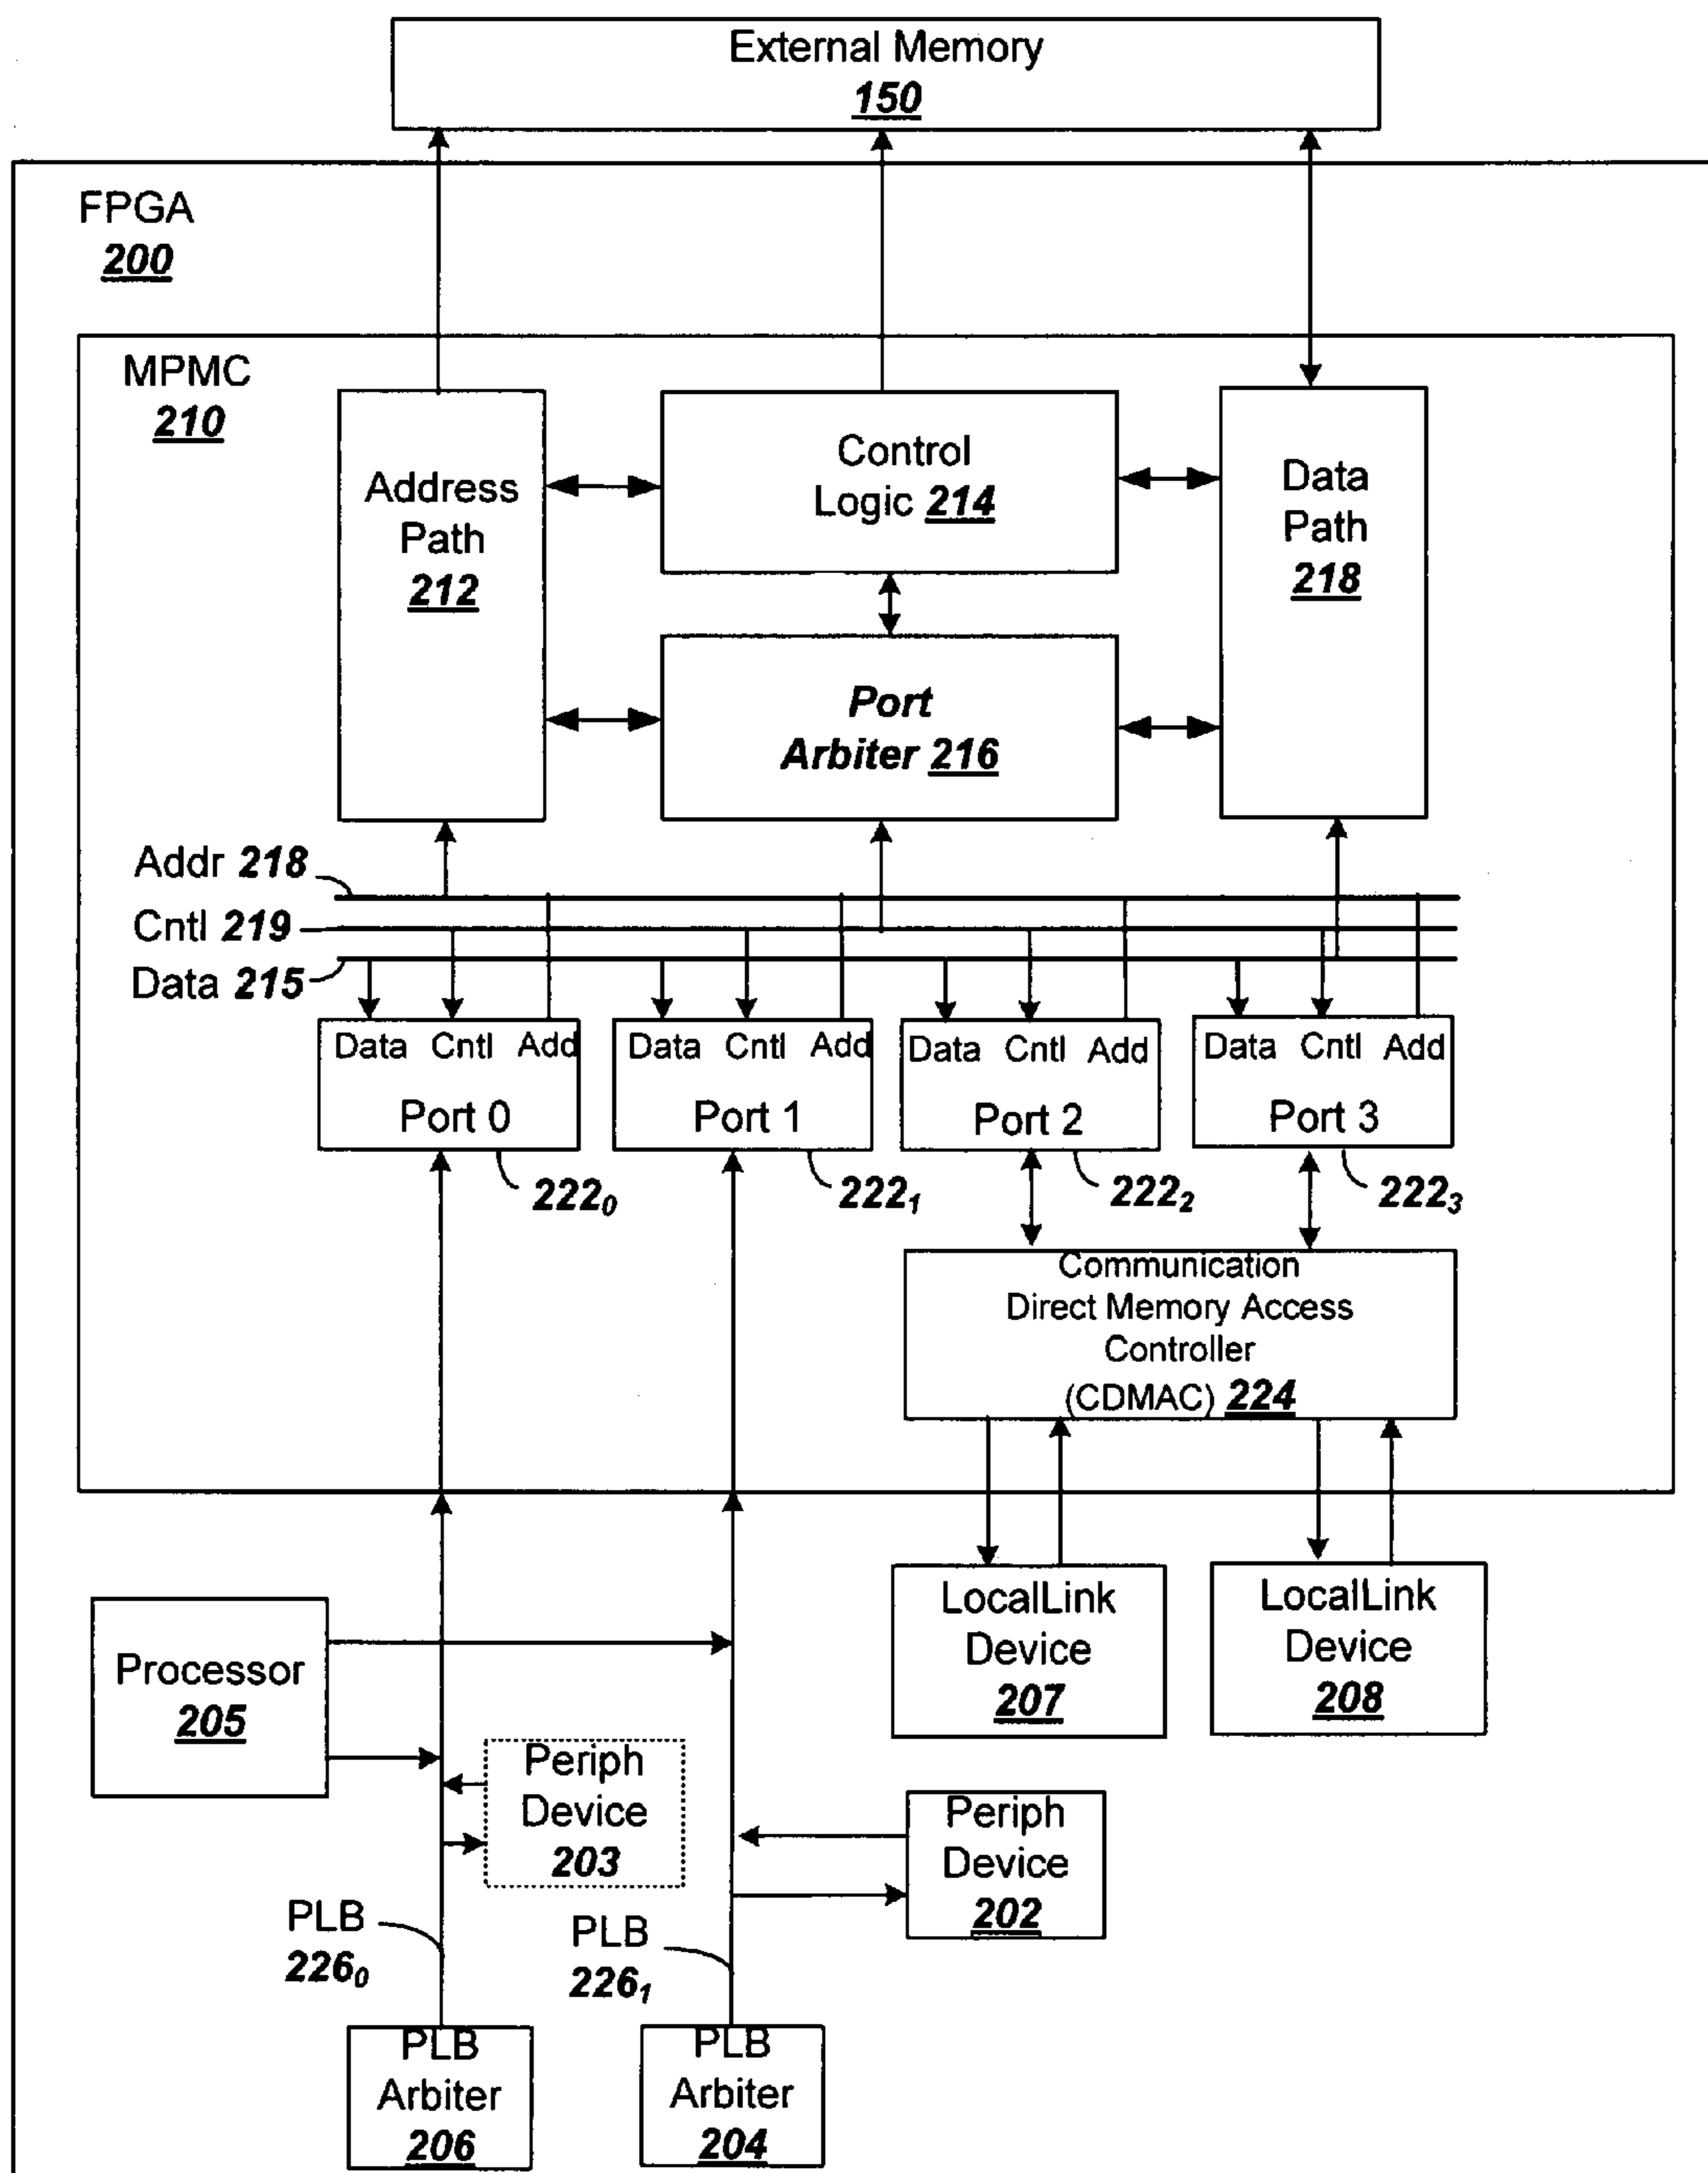 External Memory
150
FPGA
200
MPMC
210
Address
Path
212
Control
Logic 214
Data
Path
218
Port
Arbiter 216
Addr 218
Cntl 219
Data 215
Data Cntl Add
Port 0
222₀
Data Cntl Add
Port 1
222₁
Data Cntl Add
Port 2
222₂
Data Cntl Add
Port 3
222₃
Communication
Direct Memory Access
Controller
(CDMAC) 224
LocalLink
Device
207
LocalLink
Device
208
Processor
205
Periph
Device
203
Periph
Device
202
PLB
226₀
PLB
226₁
PLB
Arbiter
206
PLB
Arbiter
204